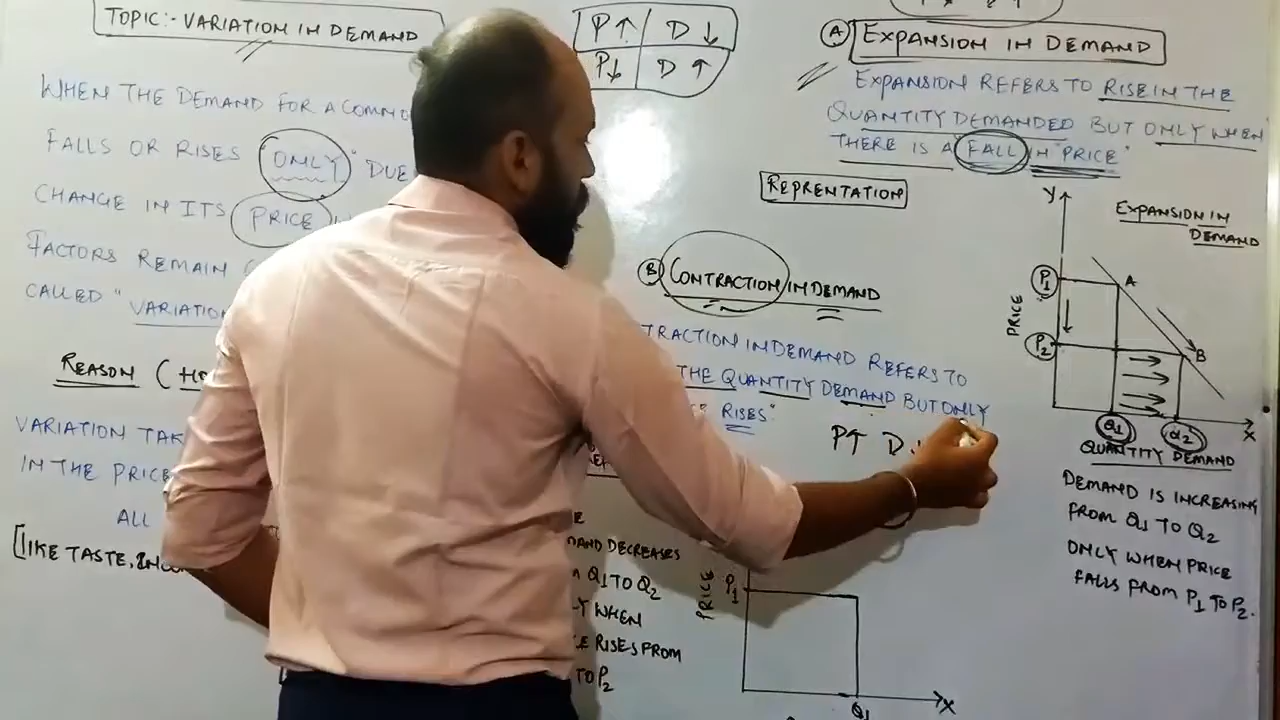 TOPIC:- VARIATION IN DEMAND
WHEN THE DEMAND FOR A COMMO
FALLS OR RISES "ONLY" DUE
CHANGE IN ITS PRICE
FACTORS REMAIN
CALLED "VARIATION
REASON (
VARIATION TAK
IN THE PRICE
ALL
[LIKE TASTE,
P↑ D↓
P↓ D↑
(A) EXPANSION IN DEMAND
EXPANSION REFERS TO RISE IN THE
QUANTITY DEMANDED BUT ONLY WHEN
THERE IS A FALL IN "PRICE"
REPRENTATION
(B) CONTRACTION IN DEMAND
TRACTION IN DEMAND REFERS TO
THE QUANTITY DEMAND BUT ONLY
RISES"
P↑ D
MAND DECREASES
Q1 TO Q2
WHEN
RISES FROM
TO P2
PRICE
P1
Q1
X
Y
EXPANSION IN
DEMAND
P1
A
PRICE
P2
B
Q1
Q2
X
QUANTITY DEMAND
DEMAND IS INCREASING
FROM Q1 TO Q2
ONLY WHEN PRICE
FALLS FROM P1 TO P2.